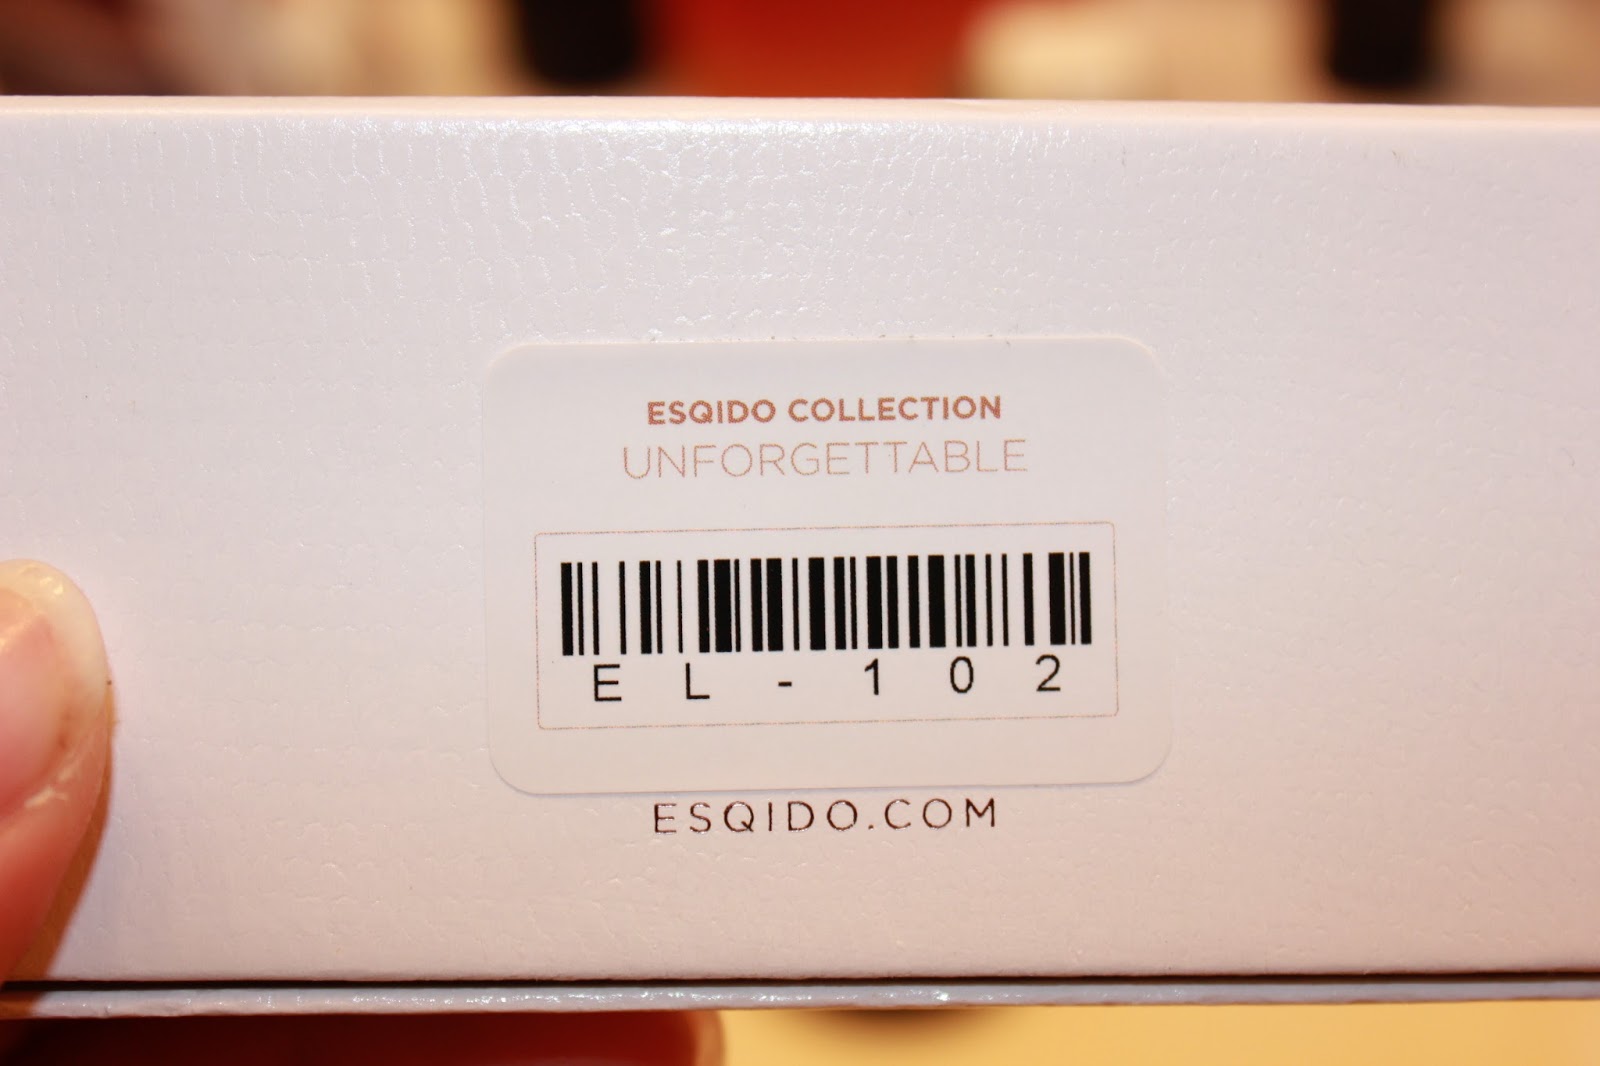 ESQIDO COLLECTION
UNFORGETTABLE
EL-102
ESQIDO.COM